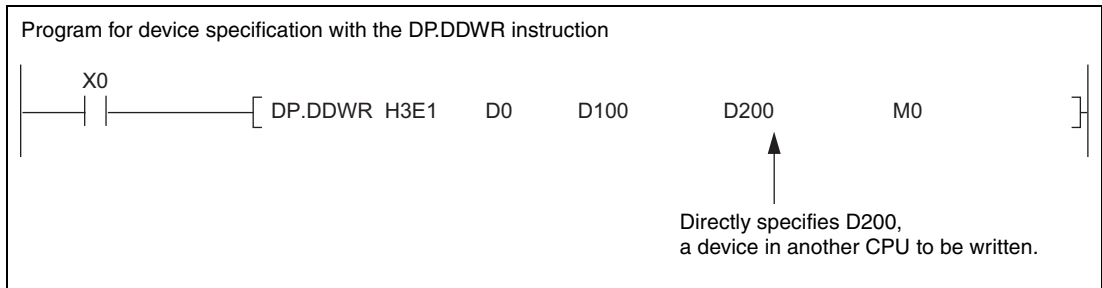 Program for device specification with the DP.DDWR instruction
X0
DP.DDWR H3E1 D0 D100 D200 M0
Directly specifies D200,
a device in another CPU to be written.